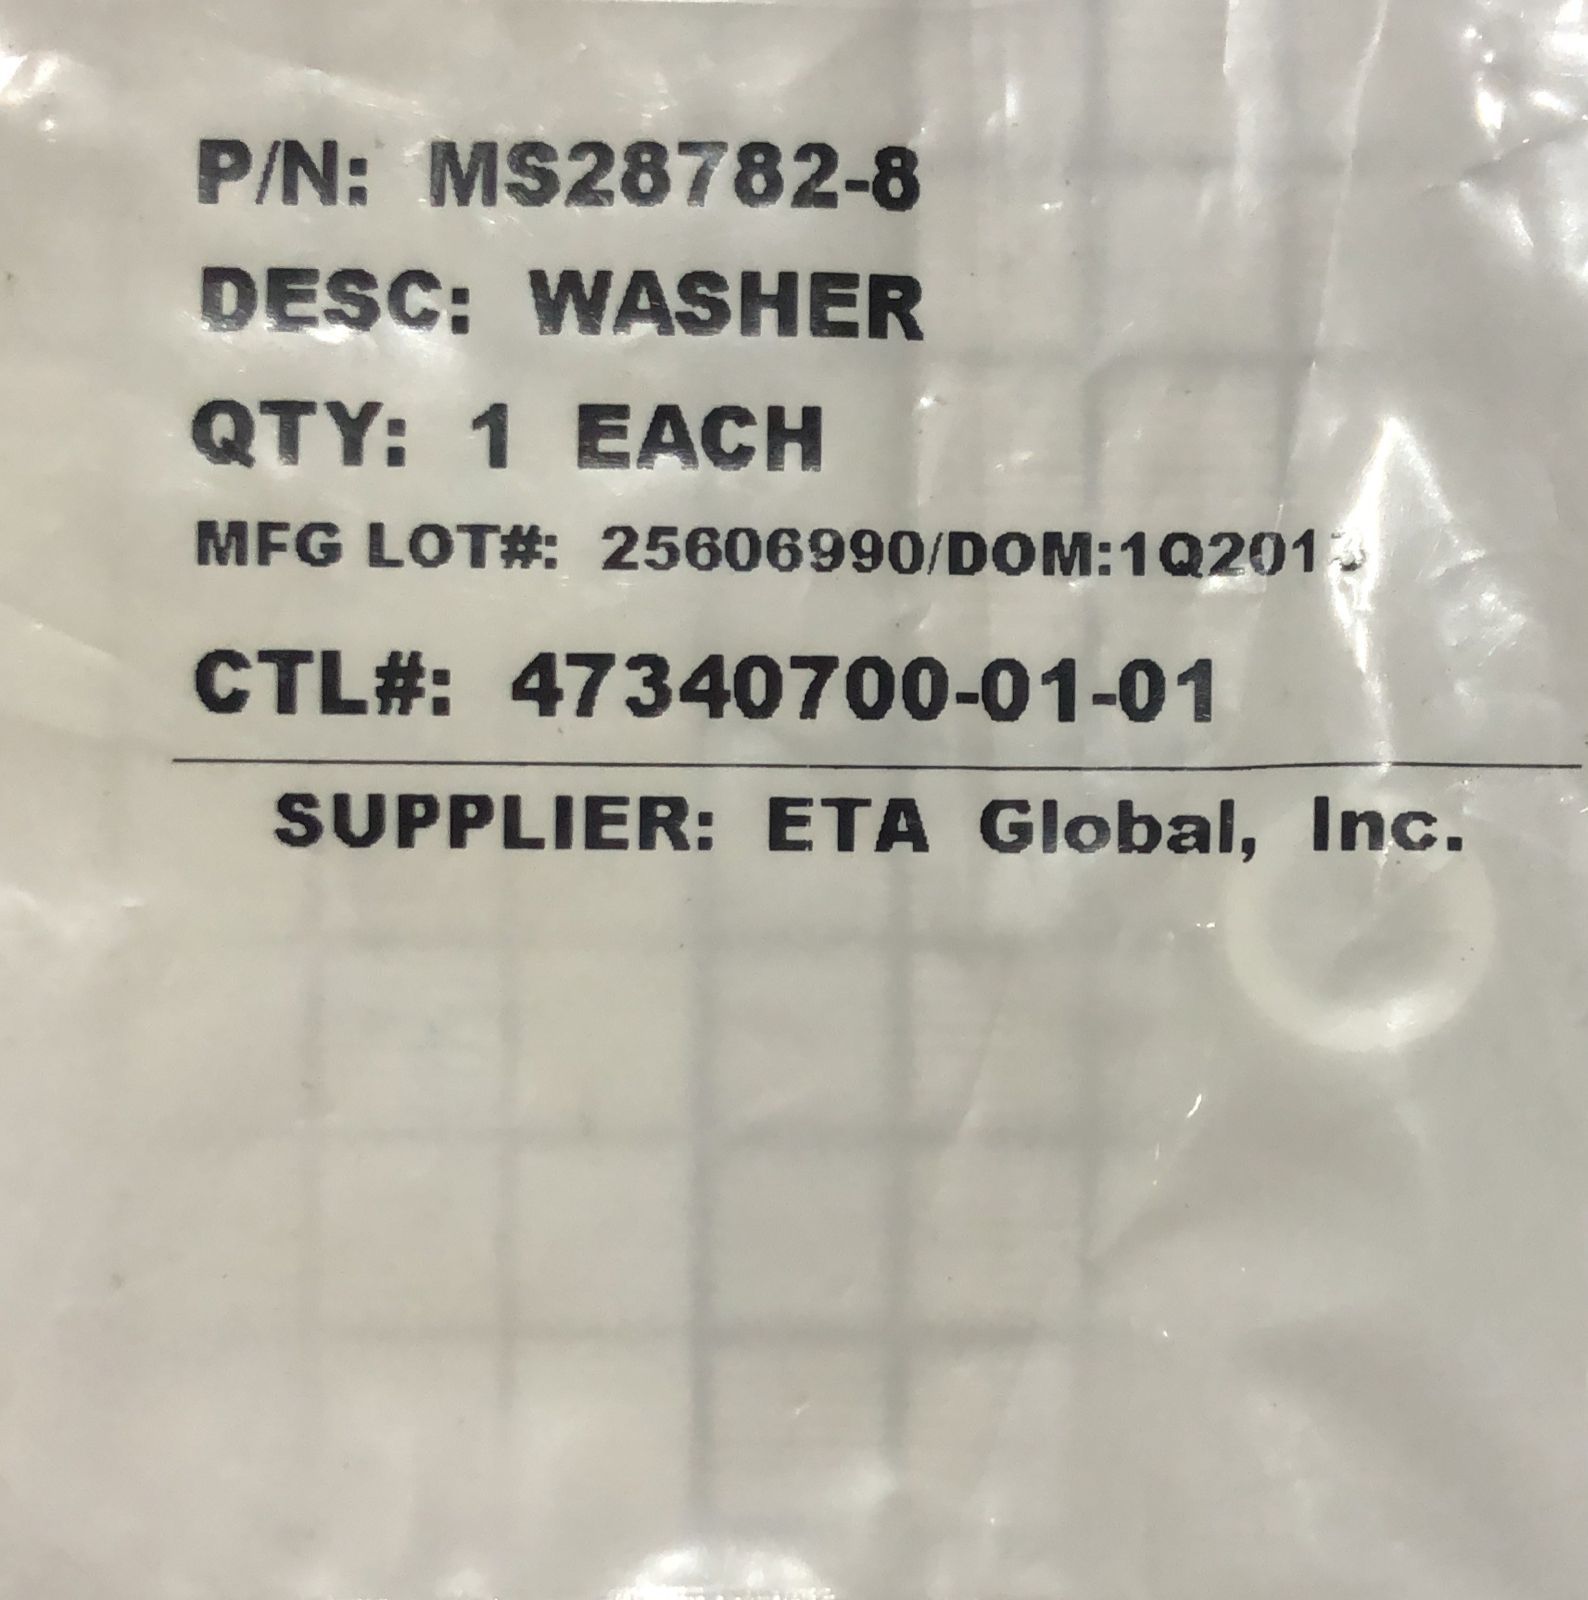 P/N: MS28782-8
DESC: WASHER
QTY: 1 EACH
MFG LOT#: 25606990/DOM:
CTL#: 47340700-01-01
SUPPLIER: ETA Global, Inc.